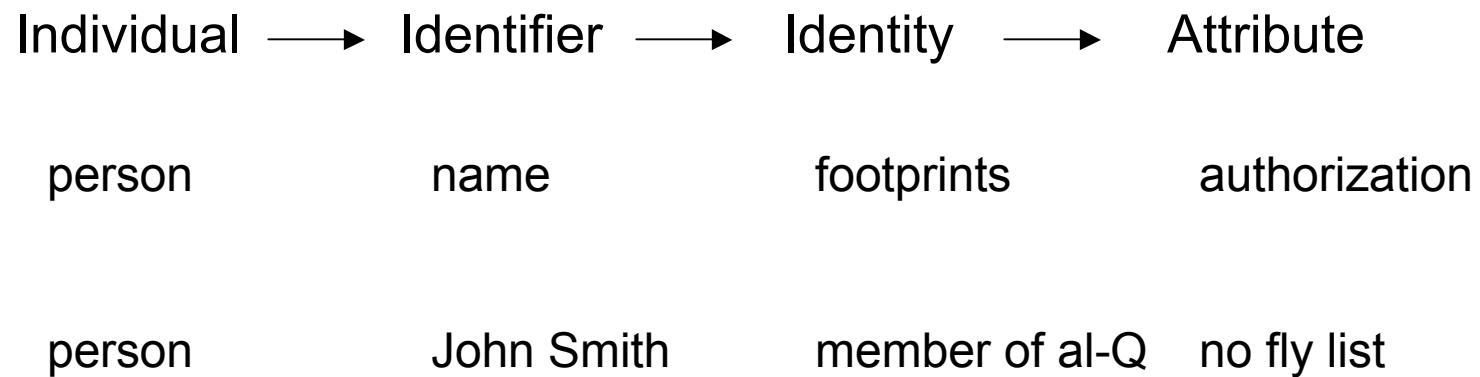 Individual → Identifier → Identity → Attribute
person name footprints authorization
person John Smith member of al-Q no fly list